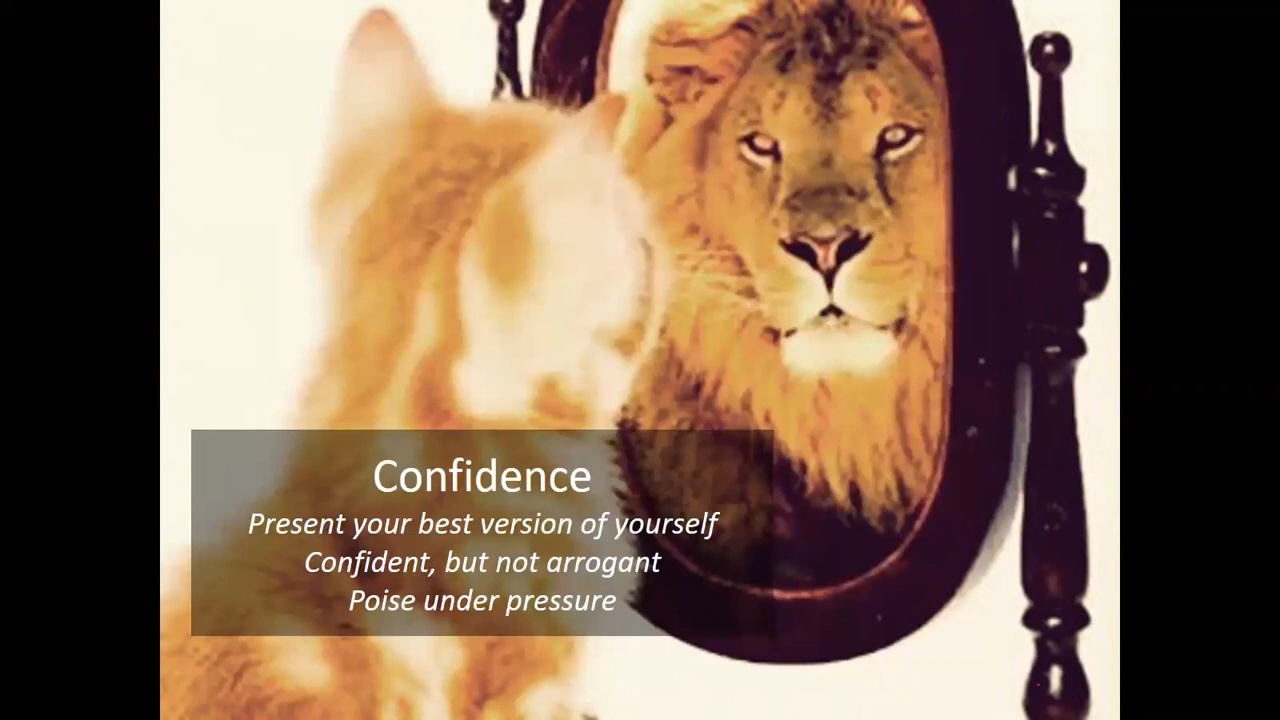 Confidence
Present your best version of yourself
Confident, but not arrogant
Poise under pressure